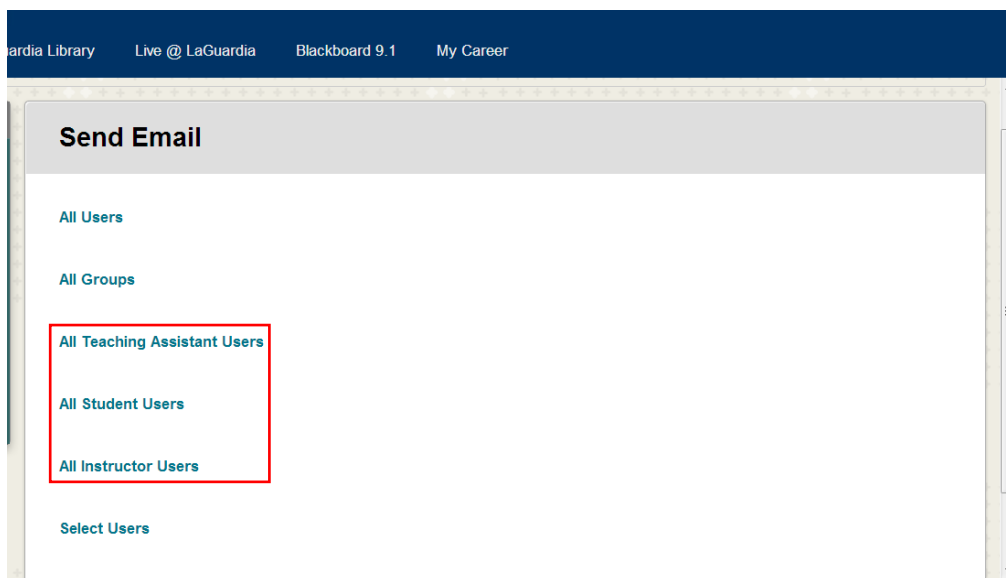 ardia Library Live @ LaGuardia Blackboard 9.1 My Career
Send Email
All Users
All Groups
All Teaching Assistant Users
All Student Users
All Instructor Users
Select Users